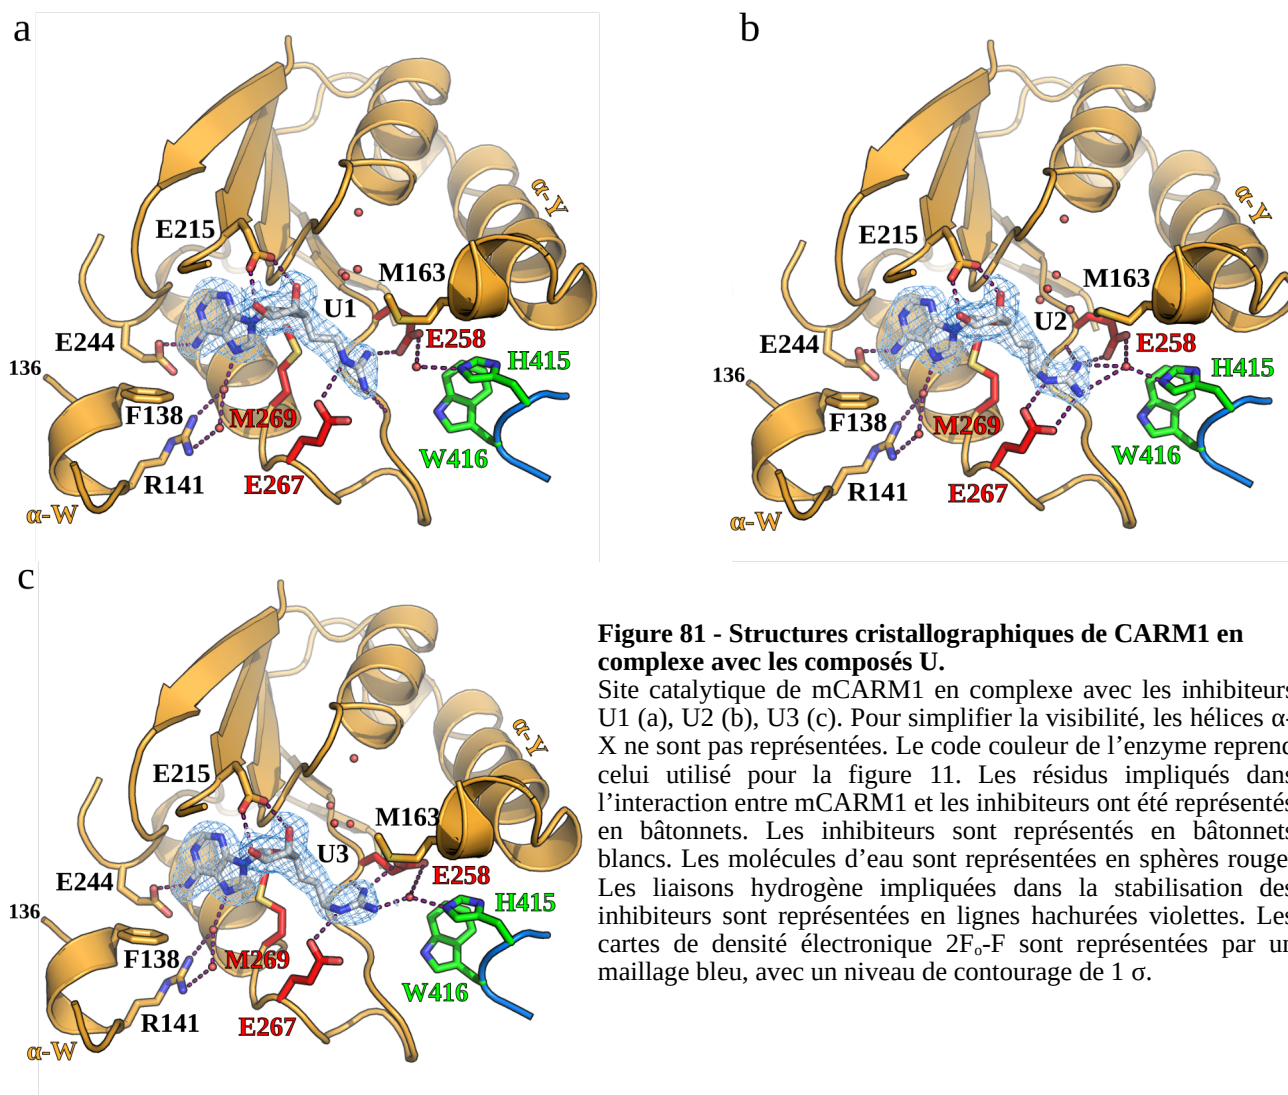 a
b
E215
α-Y
M163
U1
E258
E244
H415
136
F138
M269
W416
R141
E267
α-W
E215
α-Y
M163
U2
E258
E244
H415
136
F138
M269
W416
R141
E267
α-W
c
E215
α-Y
M163
U3
E258
E244
H415
136
F138
M269
W416
R141
E267
α-W
Figure 81 - Structures cristallographiques de CARM1 en
complexe avec les composés U.
Site catalytique de mCARM1 en complexe avec les inhibiteurs
U1 (a), U2 (b), U3 (c). Pour simplifier la visibilité, les hélices α-
X ne sont pas représentées. Le code couleur de l’enzyme reprend
celui utilisé pour la figure 11. Les résidus impliqués dans
l’interaction entre mCARM1 et les inhibiteurs ont été représentés
en bâtonnets. Les inhibiteurs sont représentés en bâtonnets
blancs. Les molécules d’eau sont représentées en sphères rouge
Les liaisons hydrogène impliquées dans la stabilisation des
inhibiteurs sont représentées en lignes hachurées violettes. Les
cartes de densité électronique 2Fo-F sont représentées par un
maillage bleu, avec un niveau de contourage de 1 σ.